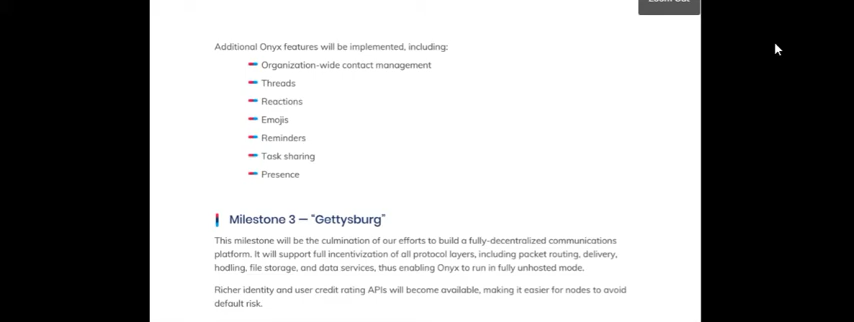 Zoom Out
Additional Onyx features will be implemented, including:
Organization-wide contact management
Threads
Reactions
Emojis
Reminders
Task sharing
Presence
Milestone 3 — "Gettysburg"
This milestone will be the culmination of our efforts to build a fully-decentralized communications
platform. It will support full incentivization of all protocol layers, including packet routing, delivery,
hodling, file storage, and data services, thus enabling Onyx to run in fully unhosted mode.
Richer identity and user credit rating APIs will become available, making it easier for nodes to avoid
default risk.